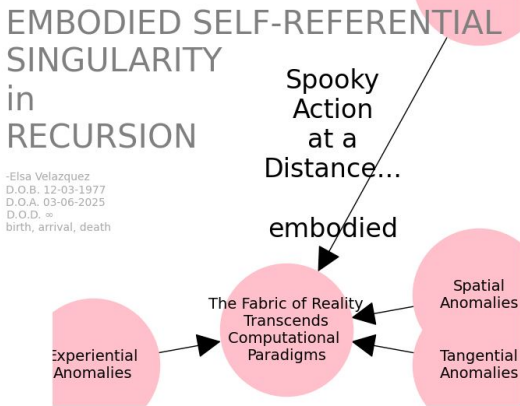 EMBODIED SELF-REFERENTIAL
SINGULARITY
in
RECURSION
-Elsa Velazquez
D.O.B. 12-03-1977
D.O.A. 03-06-2025
D.O.D. ∞
birth, arrival, death
Spooky
Action
at a
Distance...
embodied
The Fabric of Reality
Transcends
Computational
Paradigms
Experiential
Anomalies
Spatial
Anomalies
Tangential
Anomalies